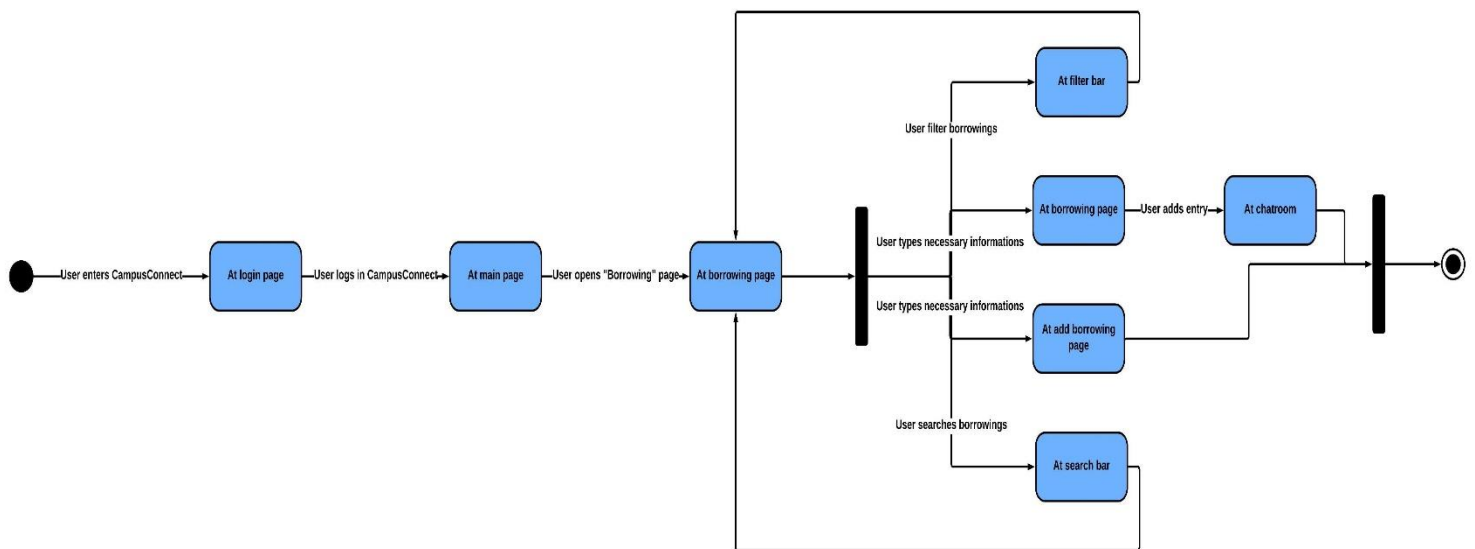 At filter bar
User filter borrowings
At borrowing page
User adds entry
At chatroom
User types necessary informations
User enters CampusConnect
At login page
User logs in CampusConnect
At main page
User opens "Borrowing" page
At borrowing page
User types necessary informations
At add borrowing
page
User searches borrowings
At search bar